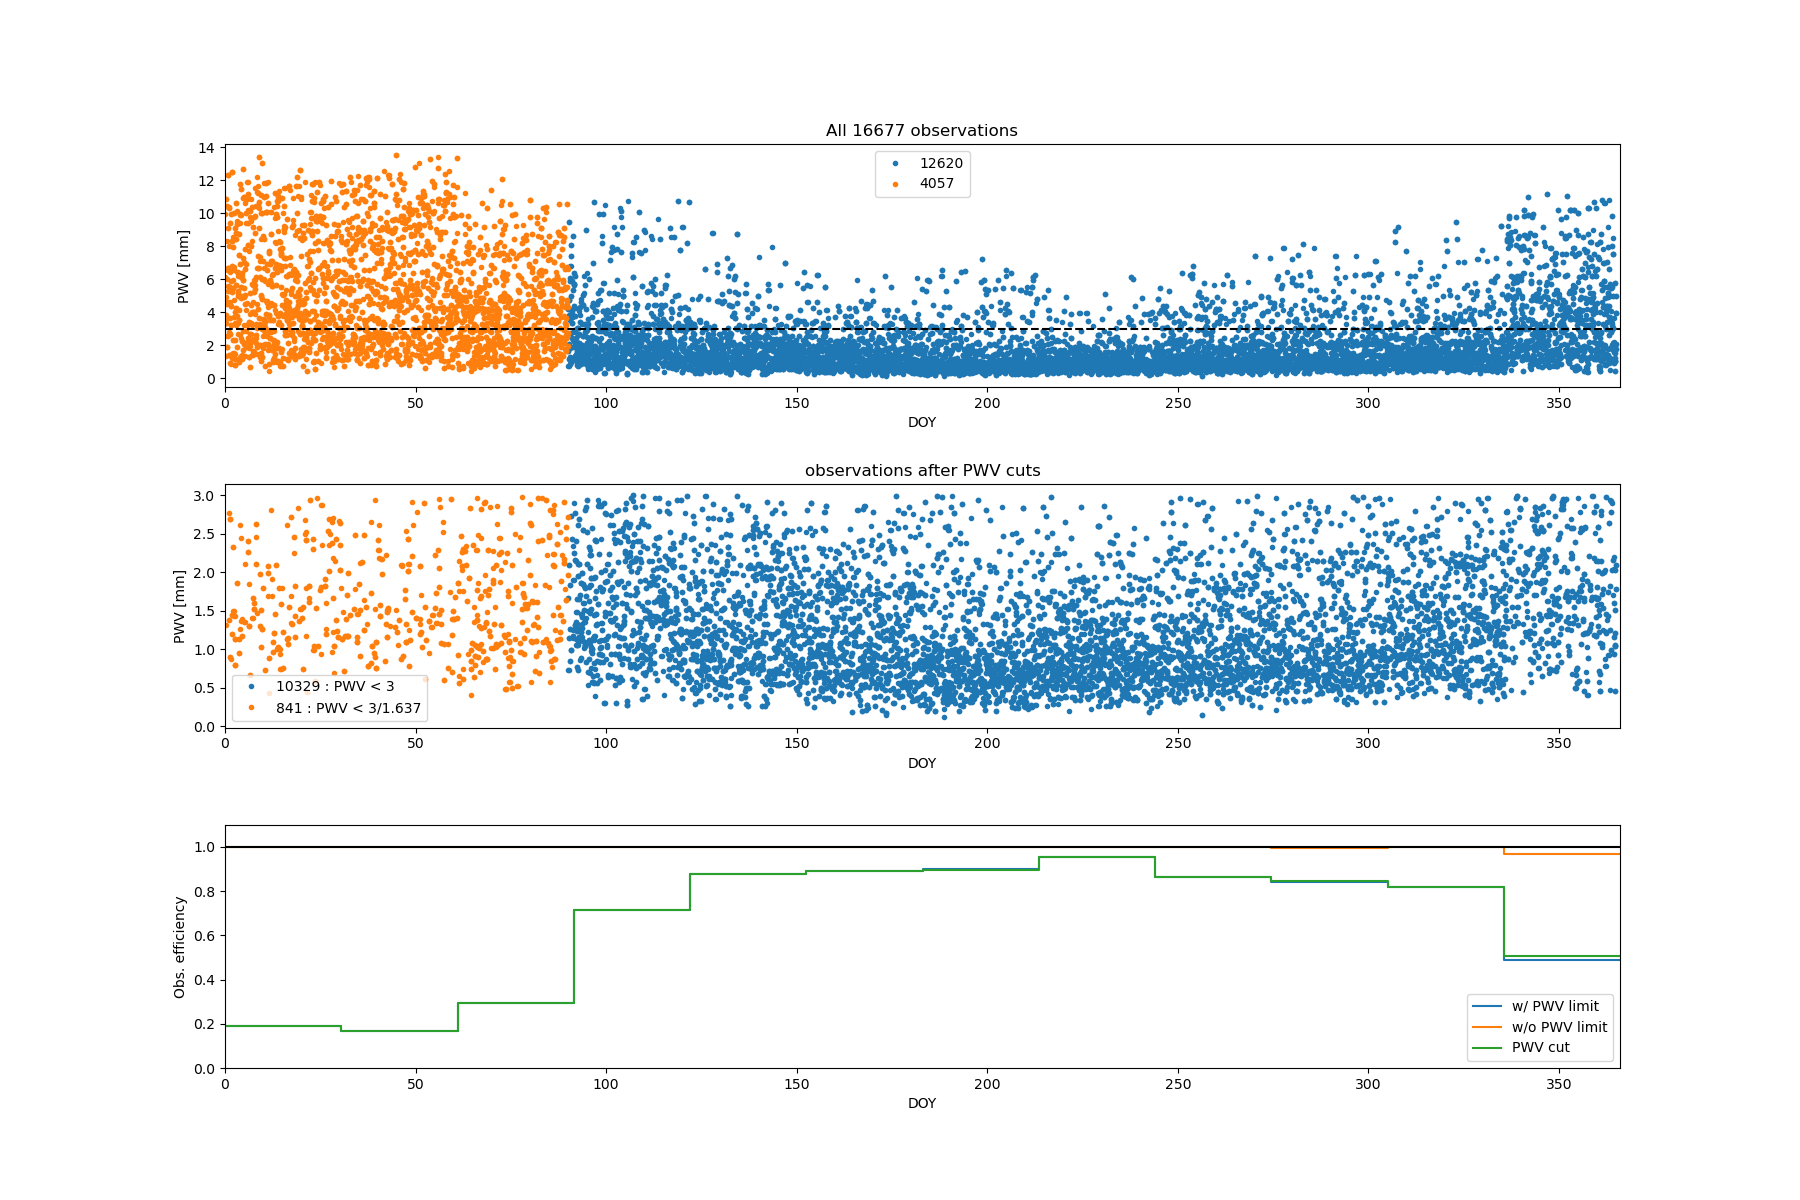 All 16677 observations
14
12
10
8
6
4
2
0
PWV [mm]
12620
4057
0 50 100 150 200 250 300 350
DOY
observations after PWV cuts
3.0
2.5
2.0
1.5
1.0
0.5
0.0
PWV [mm]
10329 : PWV < 3
841 : PWV < 3/1.637
0 50 100 150 200 250 300 350
DOY
1.0
0.8
0.6
0.4
0.2
0.0
Obs. efficiency
w/ PWV limit
w/o PWV limit
PWV cut
0 50 100 150 200 250 300 350
DOY